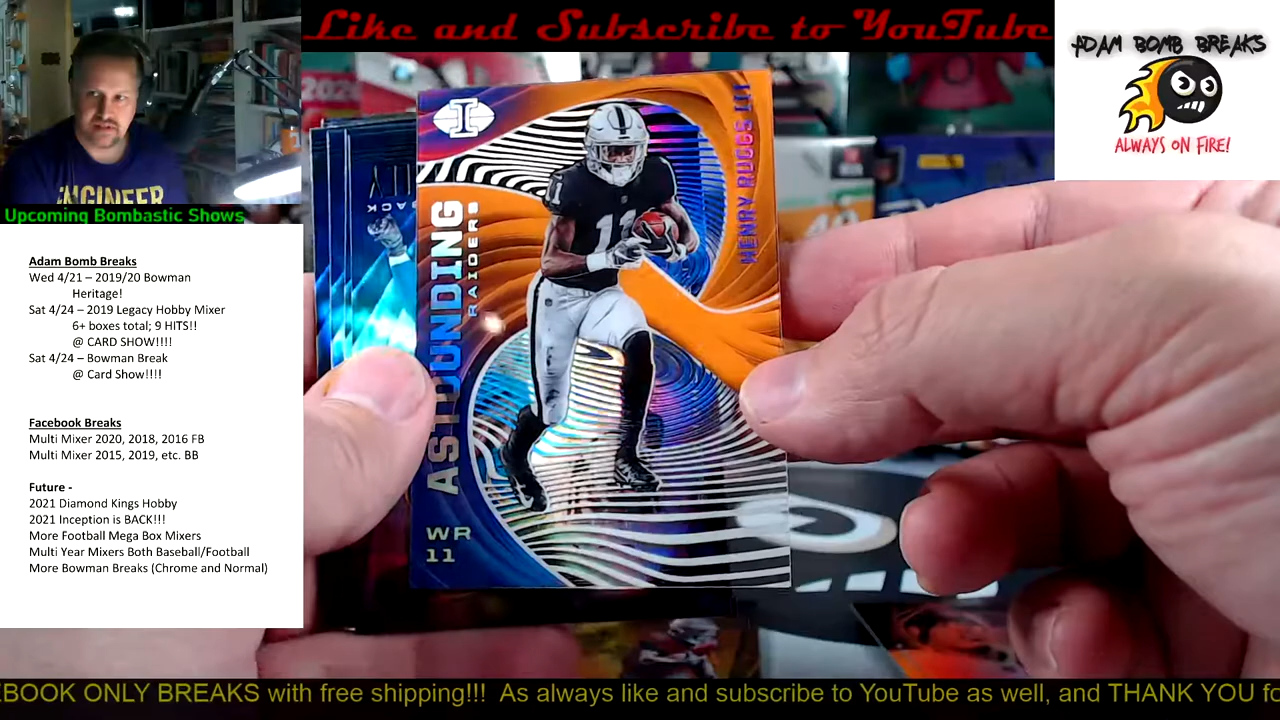 Like and Subscribe to YouTube
ADAM BOMB BREAKS
ALWAYS ON FIRE!
ENGINEER
Upcoming Bombastic Shows
Adam Bomb Breaks
Wed 4/21 – 2019/20 Bowman
Heritage!
Sat 4/24 – 2019 Legacy Hobby Mixer
6+ boxes total; 9 HITS!!
@ CARD SHOW!!!!
Sat 4/24 – Bowman Break
@ Card Show!!!!
Facebook Breaks
Multi Mixer 2020, 2018, 2016 FB
Multi Mixer 2015, 2019, etc. BB
Future -
2021 Diamond Kings Hobby
2021 Inception is BACK!!!
More Football Mega Box Mixers
Multi Year Mixers Both Baseball/Football
More Bowman Breaks (Chrome and Normal)
2020
I
HENRY RUGGS III
ASTOUNDING
RAIDERS
11
WR
11
BACK
EBOOK ONLY BREAKS with free shipping!!! As always like and subscribe to YouTube as well, and THANK YOU fo